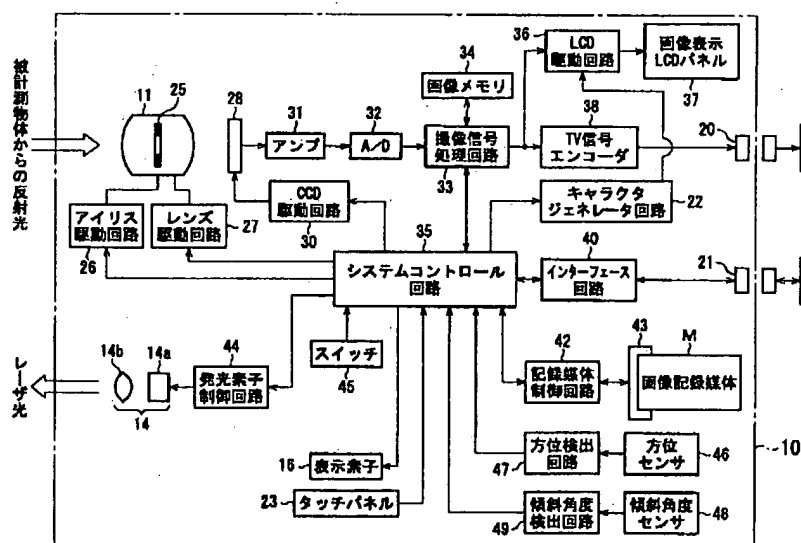 被計測物体からの反射光
11
25
28
31
アンプ
32
A/D
34
画像メモリ
撮像信号
処理回路
33
36
LCD
駆動回路
画像表示
LCDパネル
37
38
TV信号
エンコーダ
20
キャラクタ
ジェネレータ回路
22
CCD
駆動回路
30
アイリス
駆動回路
26
レンズ
駆動回路
27
35
システムコントロール
回路
40
インターフェース
回路
21
レーザ光
14b
14a
14
44
発光素子
制御回路
スイッチ
45
42
記録媒体
制御回路
43
M
画像記録媒体
10
16
表示素子
23
タッチパネル
方位検出
回路
47
方位
センサ
46
傾斜角度
検出回路
49
傾斜角度
センサ
48